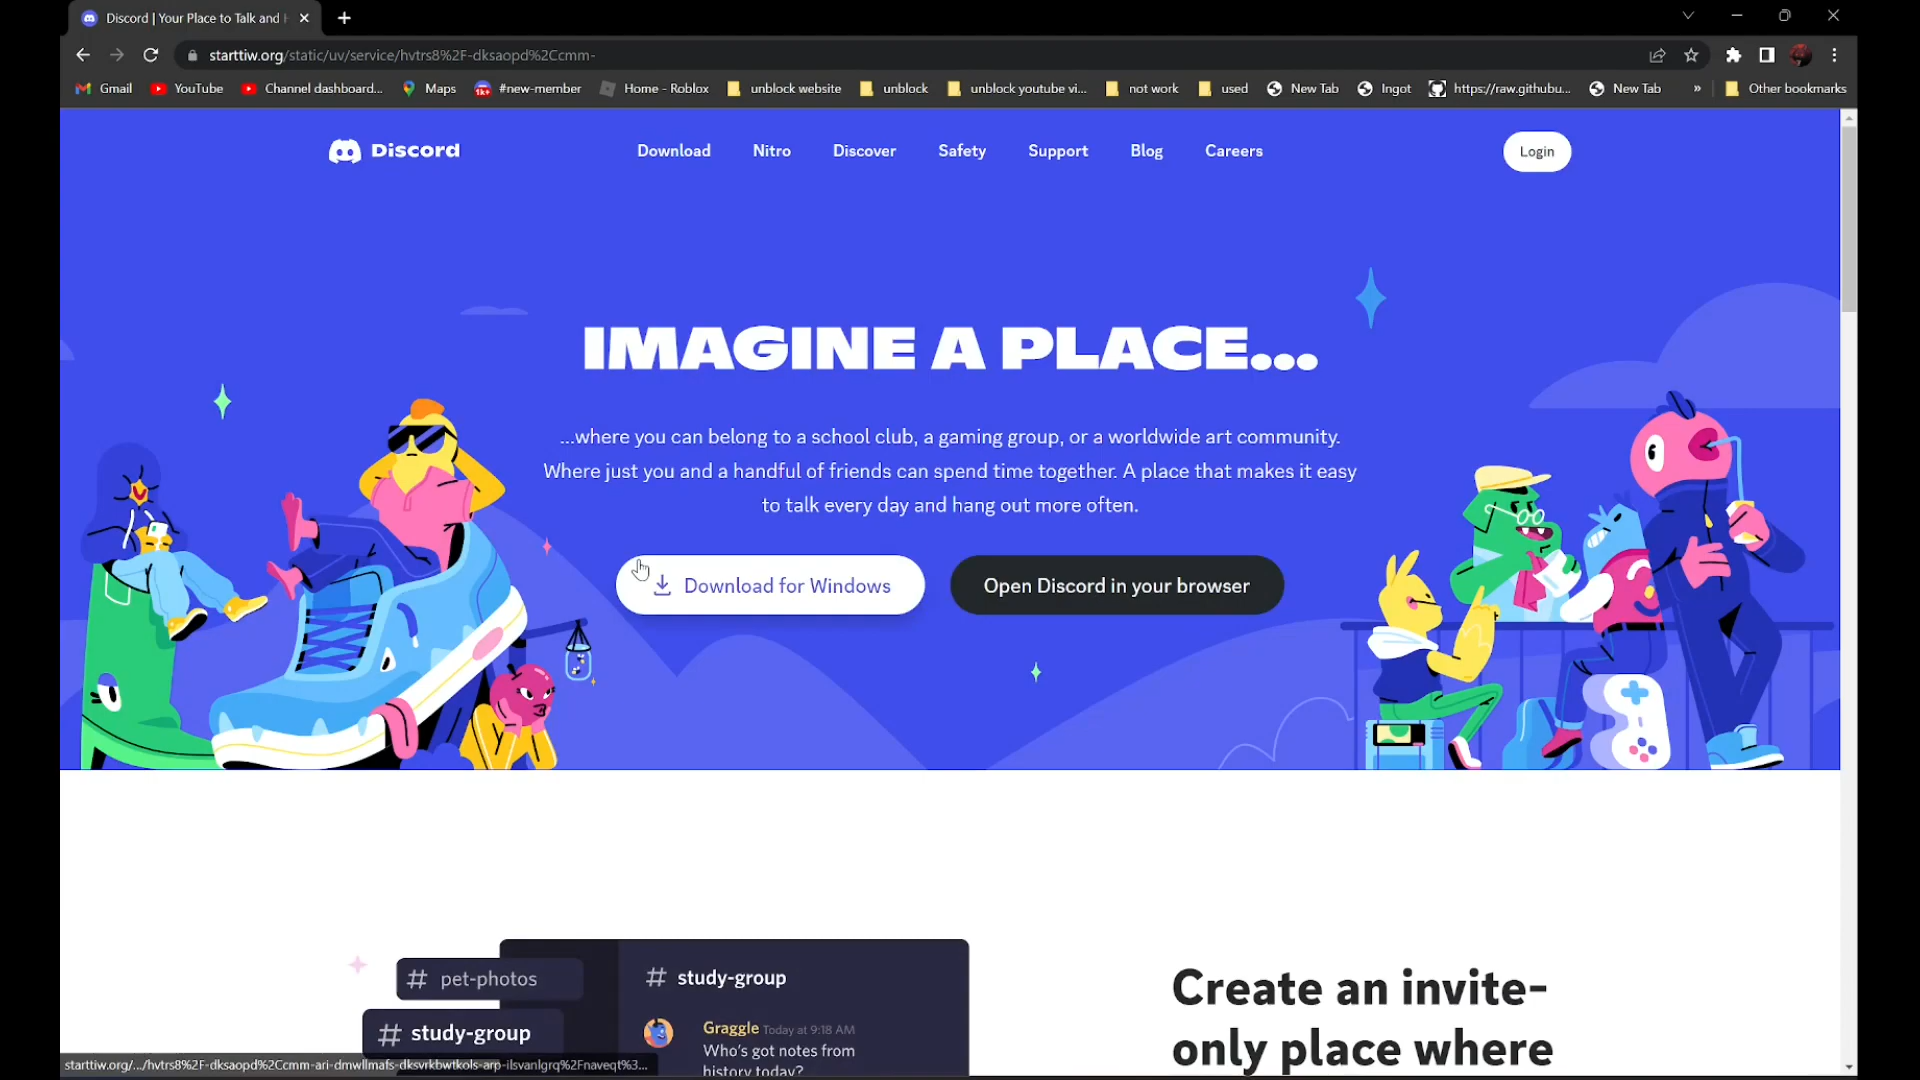 Discord | Your Place to Talk and H
starttiw.org/static/uv/service/hvtrs8%2F-dksaopd%2Ccmm-
Gmail YouTube Channel dashboard... Maps #new-member Home - Roblox unblock website unblock unblock youtube vi... not work used New Tab Ingot https://raw.githubu... New Tab » Other bookmarks
1k+
Discord Download Nitro Discover Safety Support Blog Careers Login
IMAGINE A PLACE...
...where you can belong to a school club, a gaming group, or a worldwide art community.
Where just you and a handful of friends can spend time together. A place that makes it easy
to talk every day and hang out more often.
Download for Windows Open Discord in your browser
# pet-photos
# study-group
# study-group
Graggle Today at 9:18 AM
Who's got notes from
history today?
Create an invite-
only place where
starttiw.org/.../hvtrs8%2F-dksaopd%2Ccmm-ari-dmwllmafs-dksvrkbwtkols-arp-ilsvanlgrq%2Fnaveqt%3...